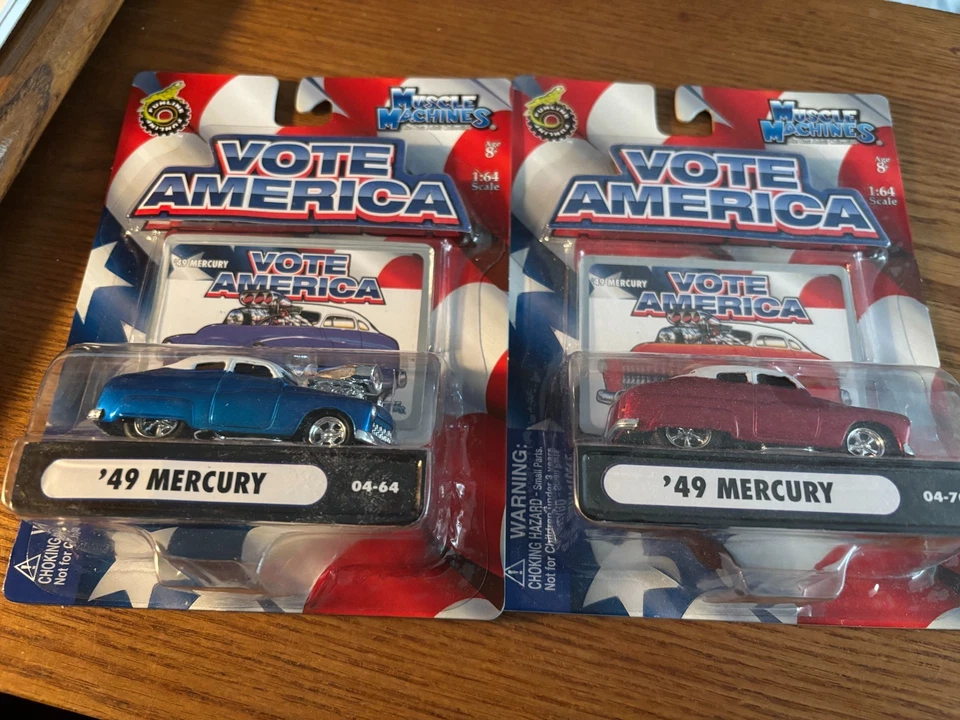 FUNLINE
MUSCLE
MACHINES
VOTE
AMERICA
Age
8+
1:64
Scale
'49 MERCURY
VOTE
AMERICA
'49 MERCURY
04-64
CHOKING
Not for
FUNLINE
MUSCLE
MACHINES
VOTE
AMERICA
Age
8+
1:64
Scale
'49 MERCURY
VOTE
AMERICA
'49 MERCURY
WARNING:
CHOKING HAZARD - Small Parts.
Not for Children under 3 years.